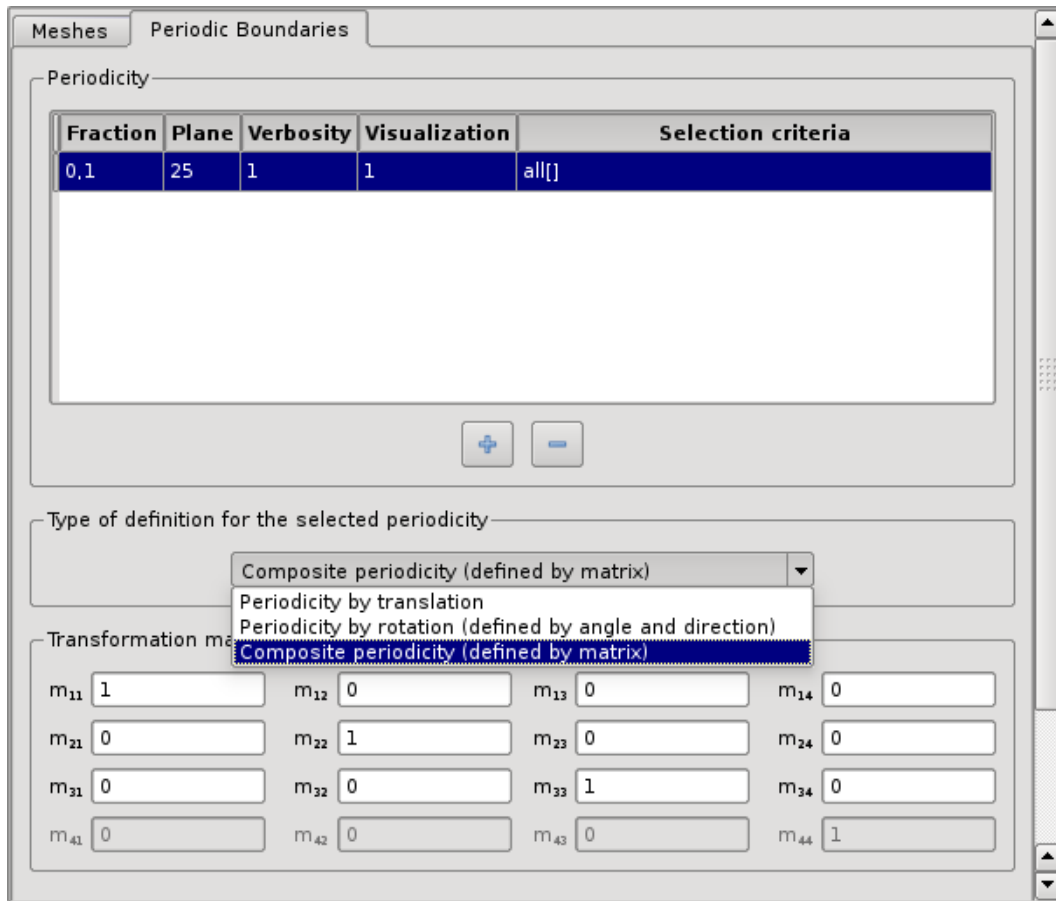 Meshes Periodic Boundaries
Periodicity
Fraction Plane Verbosity Visualization Selection criteria
0,1 25 1 1 all[]
Type of definition for the selected periodicity
Composite periodicity (defined by matrix)
Periodicity by translation
Periodicity by rotation (defined by angle and direction)
Composite periodicity (defined by matrix)
Transformation ma
m₁₁ 1 m₁₂ 0 m₁₃ 0 m₁₄ 0
m₂₁ 0 m₂₂ 1 m₂₃ 0 m₂₄ 0
m₃₁ 0 m₃₂ 0 m₃₃ 1 m₃₄ 0
m₄₁ 0 m₄₂ 0 m₄₃ 0 m₄₄ 1